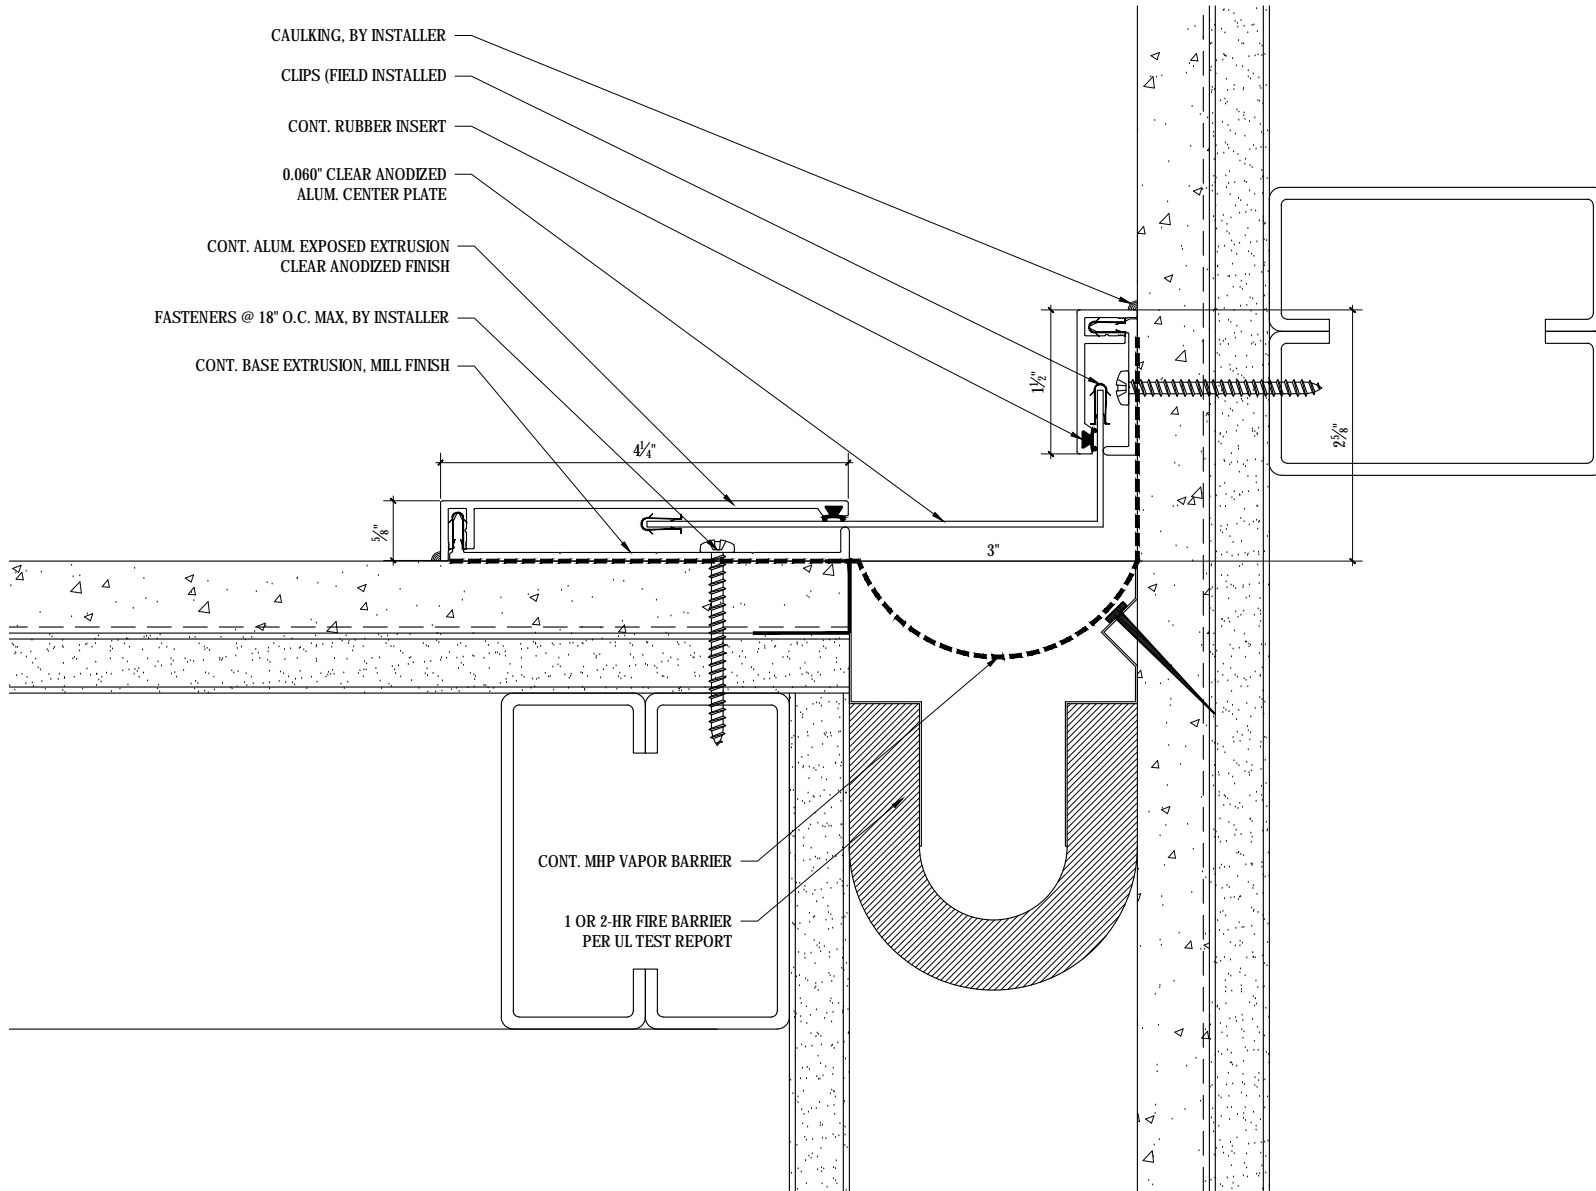 CAULKING, BY INSTALLER
CLIPS (FIELD INSTALLED
CONT. RUBBER INSERT
0.060" CLEAR ANODIZED
ALUM. CENTER PLATE
CONT. ALUM. EXPOSED EXTRUSION
CLEAR ANODIZED FINISH
FASTENERS @ 18" O.C. MAX, BY INSTALLER
CONT. BASE EXTRUSION, MILL FINISH
1½"
2⅝"
4¼"
⅝"
3"
CONT. MHP VAPOR BARRIER
1 OR 2-HR FIRE BARRIER
PER UL TEST REPORT